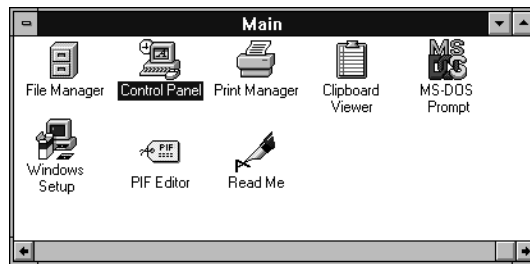 Main
File Manager
Control Panel
Print Manager
Clipboard
Viewer
MS-DOS
Prompt
MS
DOS
Windows
Setup
PIF
PIF Editor
Read Me